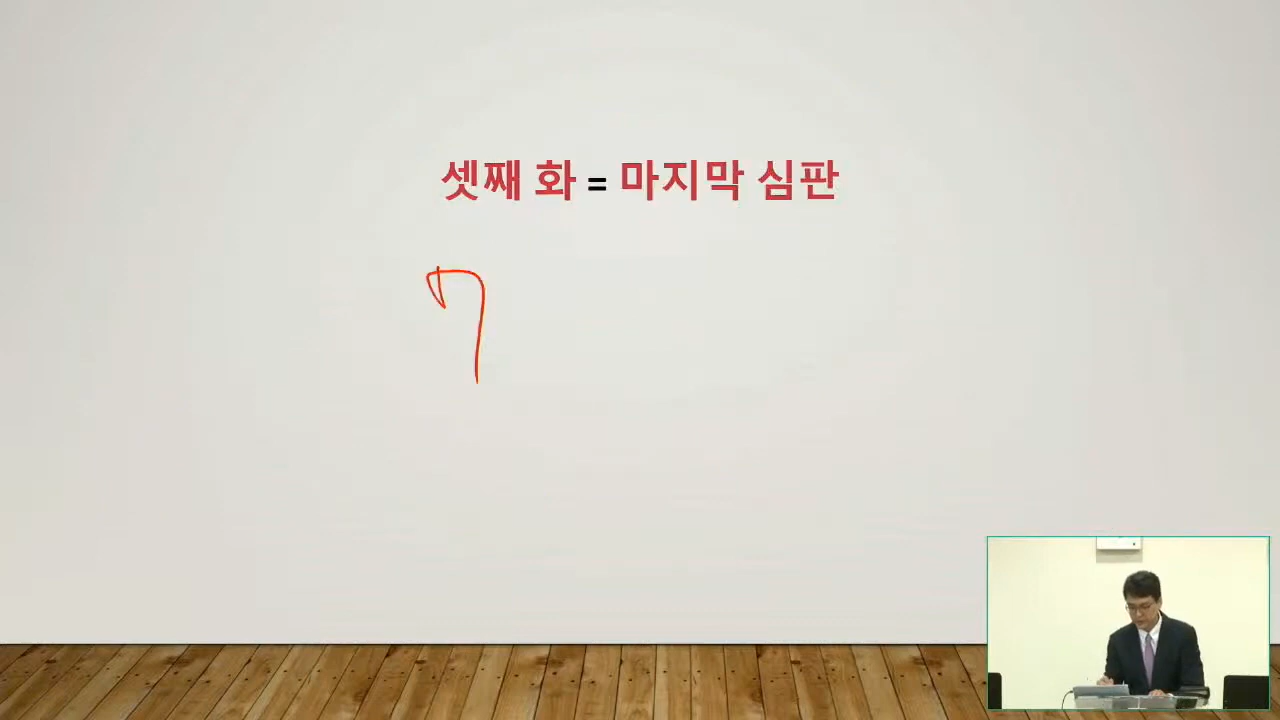 셋째 화 = 마지막 심판
7